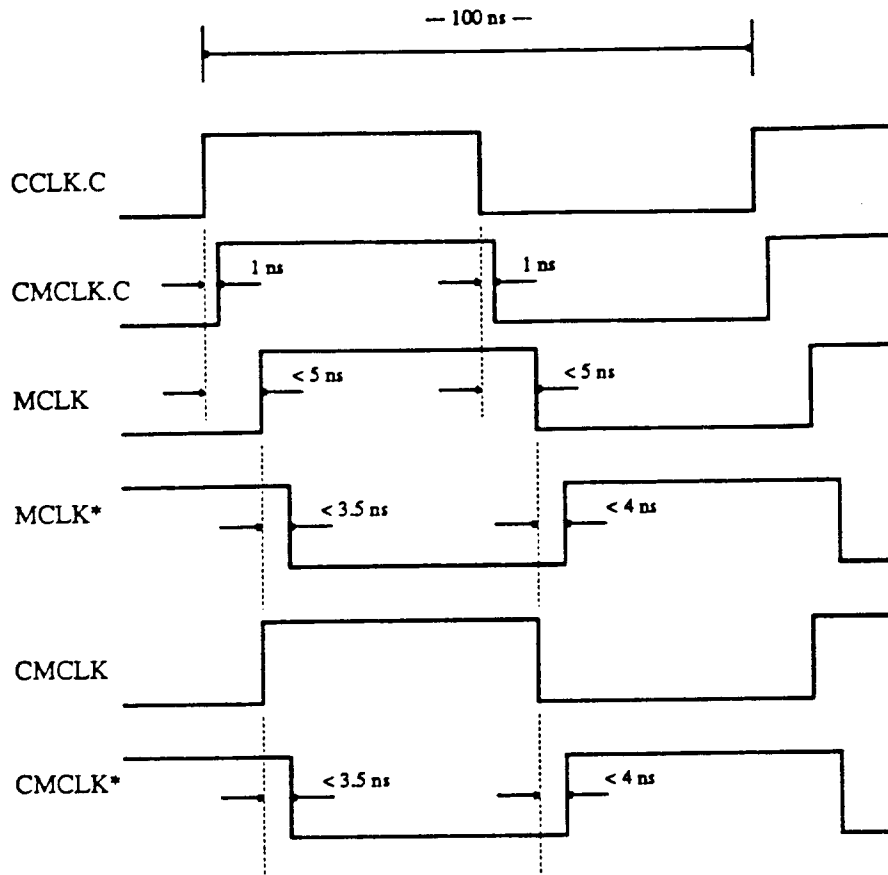 — 100 ns –
CCLK.C
1 ns
1 ns
CMCLK.C
< 5 ns
< 5 ns
MCLK
MCLK*
< 3.5 ns
< 4 ns
CMCLK
CMCLK*
< 3.5 ns
< 4 ns